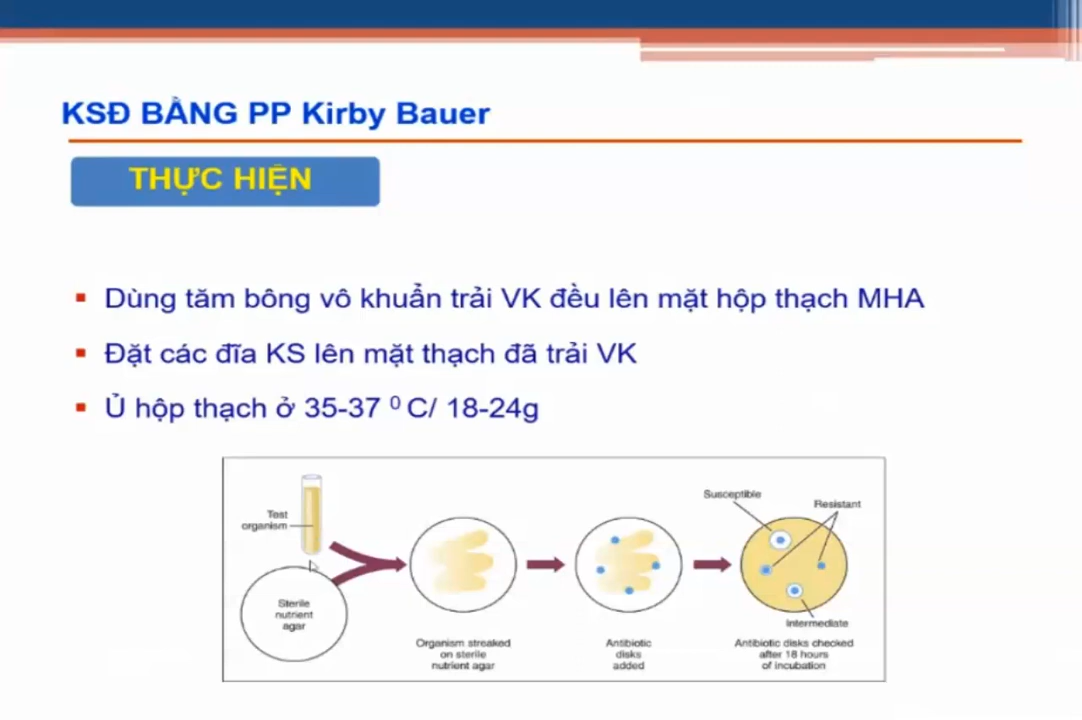 KSĐ BẰNG PP Kirby Bauer
THỰC HIỆN
Dùng tăm bông vô khuẩn trải VK đều lên mặt hộp thạch MHA
Đặt các đĩa KS lên mặt thạch đã trải VK
Ủ hộp thạch ở 35-37 ⁰ C/ 18-24g
Test
organism
Sterile
nutrient
agar
Organism streaked
on sterile
nutrient agar
Antibiotic
disks
added
Susceptible
Resistant
Intermediate
Antibiotic disks checked
after 18 hours
of incubation